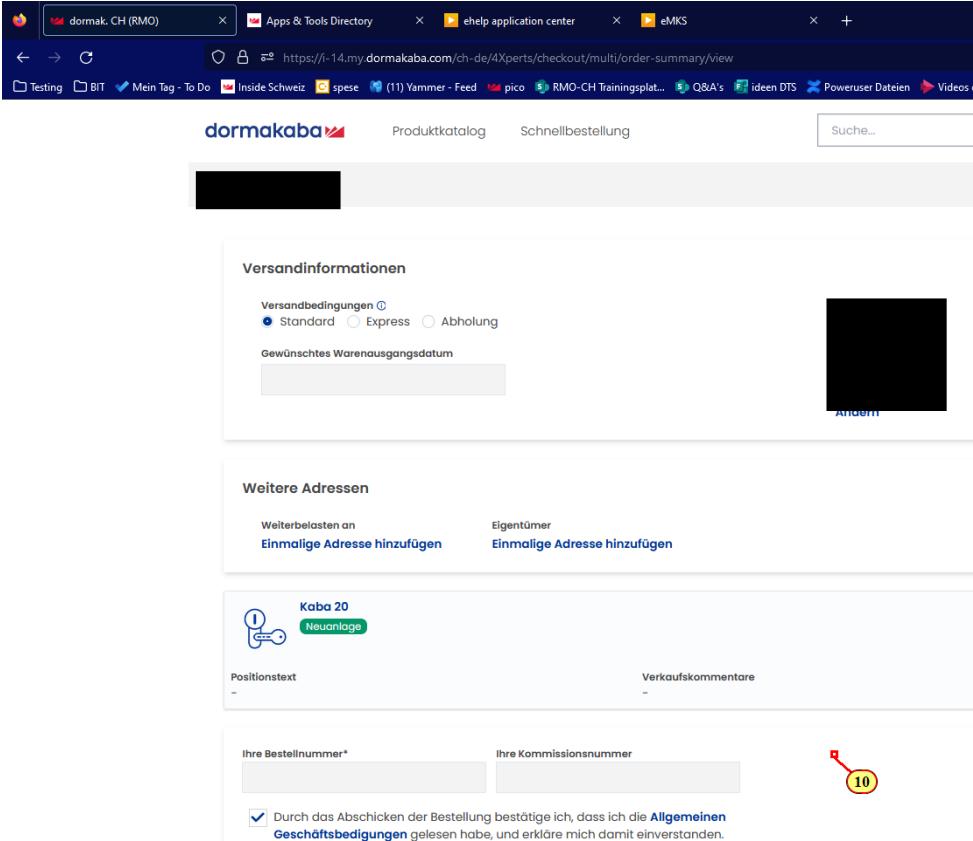 dormak. CH (RMO)
Apps & Tools Directory
ehelp application center
eMKS
https://i-14.my.dormakaba.com/ch-de/4Xperts/checkout/multi/order-summary/view
Testing BIT Mein Tag - To Do Inside Schweiz spese (11) Yammer - Feed pico RMO-CH Trainingsplat... Q&A's ideen DTS Poweruser Dateien Videos
dormakaba Produktkatalog Schnellbestellung Suche...
Versandinformationen
Versandbedingungen
Standard Express Abholung
Gewünschtes Warenausgangsdatum
Ändern
Weitere Adressen
Weiterbelasten an Eigentümer
Einmalige Adresse hinzufügen Einmalige Adresse hinzufügen
Kaba 20
Neuanlage
Positionstext Verkaufskommentare
- -
Ihre Bestellnummer* Ihre Kommissionsnummer
10
Durch das Abschicken der Bestellung bestätige ich, dass ich die Allgemeinen
Geschäftsbedigungen gelesen habe, und erkläre mich damit einverstanden.